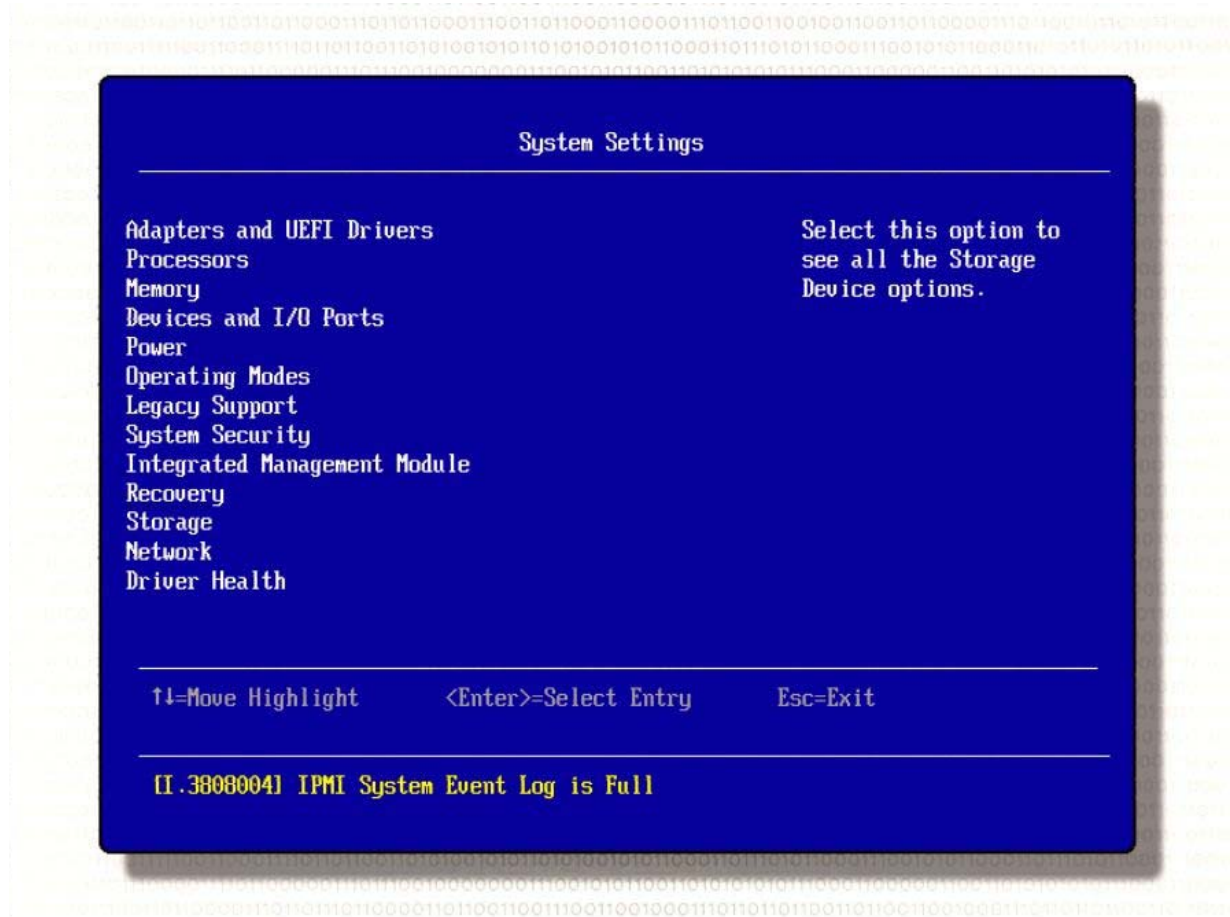 System Settings
Adapters and UEFI Drivers
Processors
Memory
Devices and I/O Ports
Power
Operating Modes
Legacy Support
System Security
Integrated Management Module
Recovery
Storage
Network
Driver Health
Select this option to
see all the Storage
Device options.
↑↓=Move Highlight <Enter>=Select Entry Esc=Exit
[I.3808004] IPMI System Event Log is Full